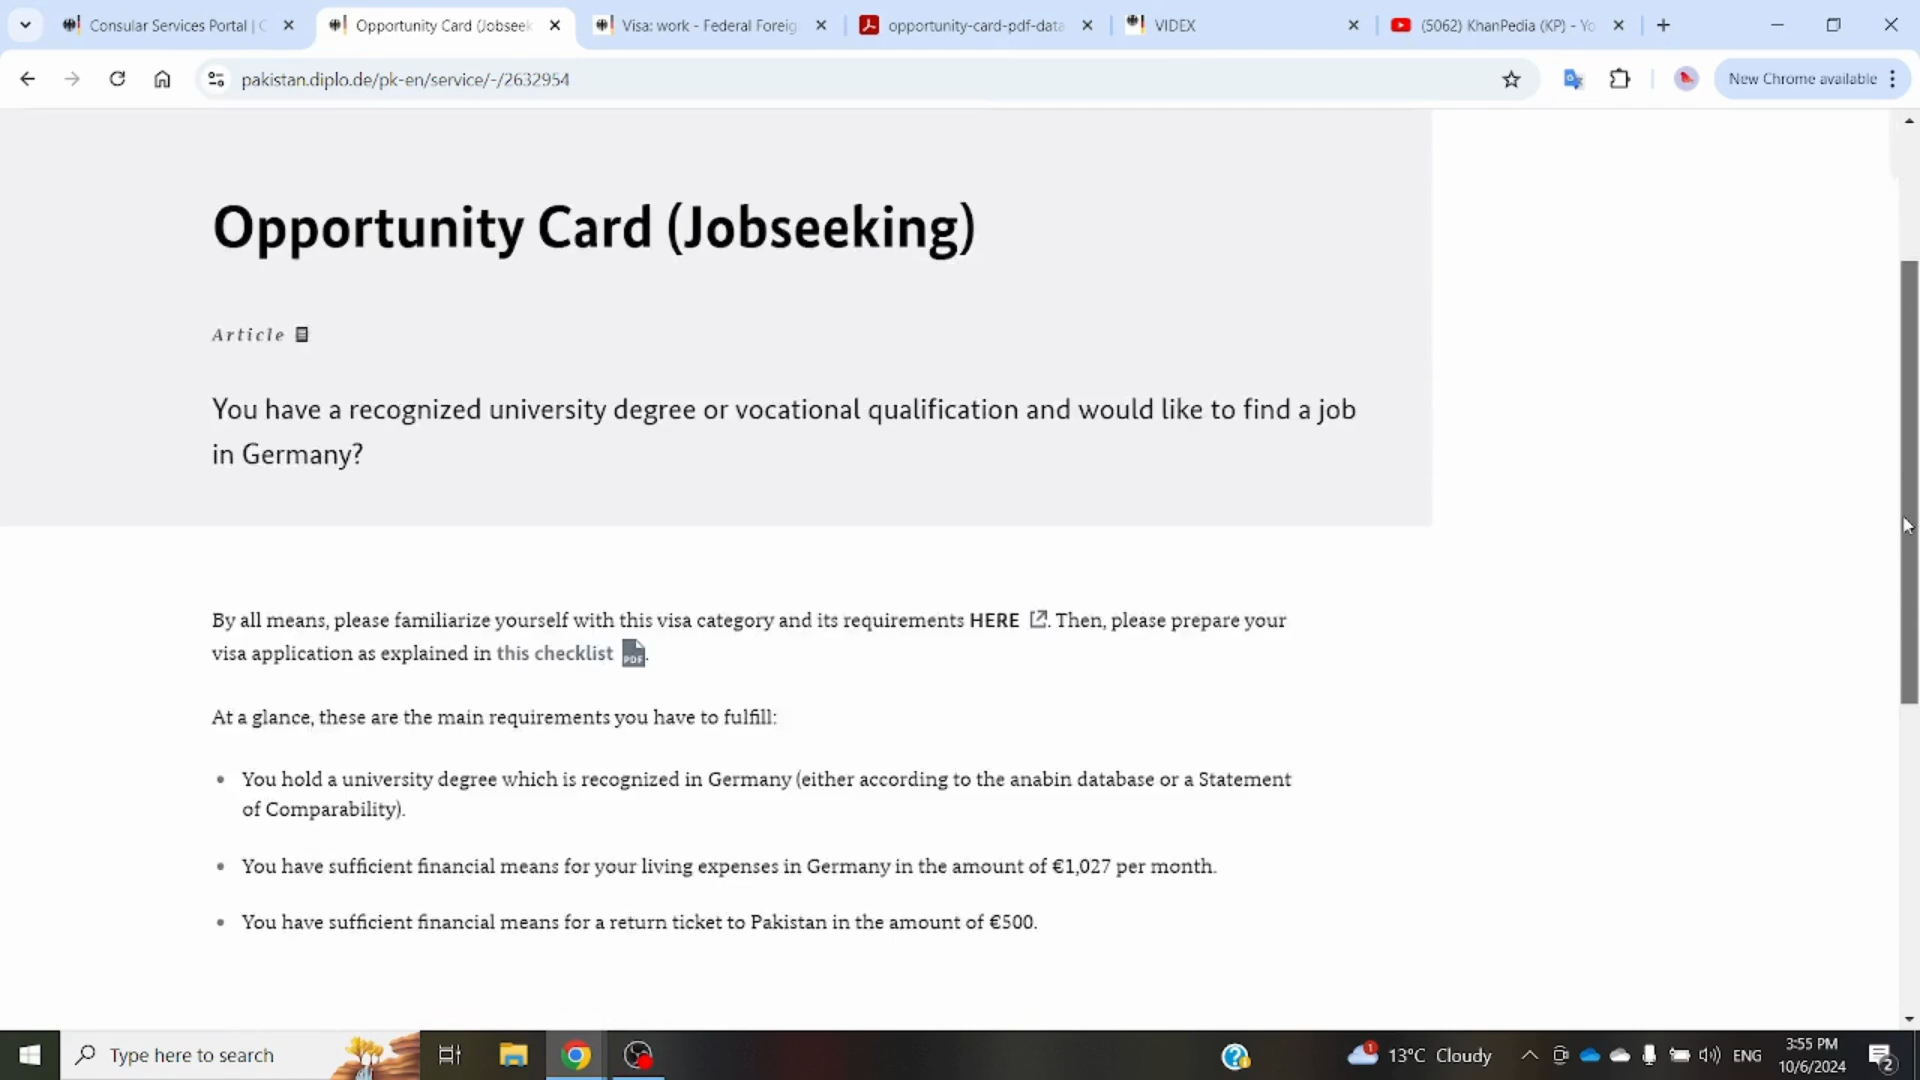 Consular Services Portal | C
Opportunity Card (Jobseek
Visa: work - Federal Foreig
opportunity-card-pdf-data
VIDEX
(5062) KhanPedia (KP) - Yo
pakistan.diplo.de/pk-en/service/-/2632954
New Chrome available
Opportunity Card (Jobseeking)
Article
You have a recognized university degree or vocational qualification and would like to find a job
in Germany?
By all means, please familiarize yourself with this visa category and its requirements HERE. Then, please prepare your
visa application as explained in this checklist PDF.
At a glance, these are the main requirements you have to fulfill:
• You hold a university degree which is recognized in Germany (either according to the anabin database or a Statement
of Comparability).
• You have sufficient financial means for your living expenses in Germany in the amount of €1,027 per month.
• You have sufficient financial means for a return ticket to Pakistan in the amount of €500.
Type here to search
1
13°C Cloudy
ENG
3:55 PM
10/6/2024
2